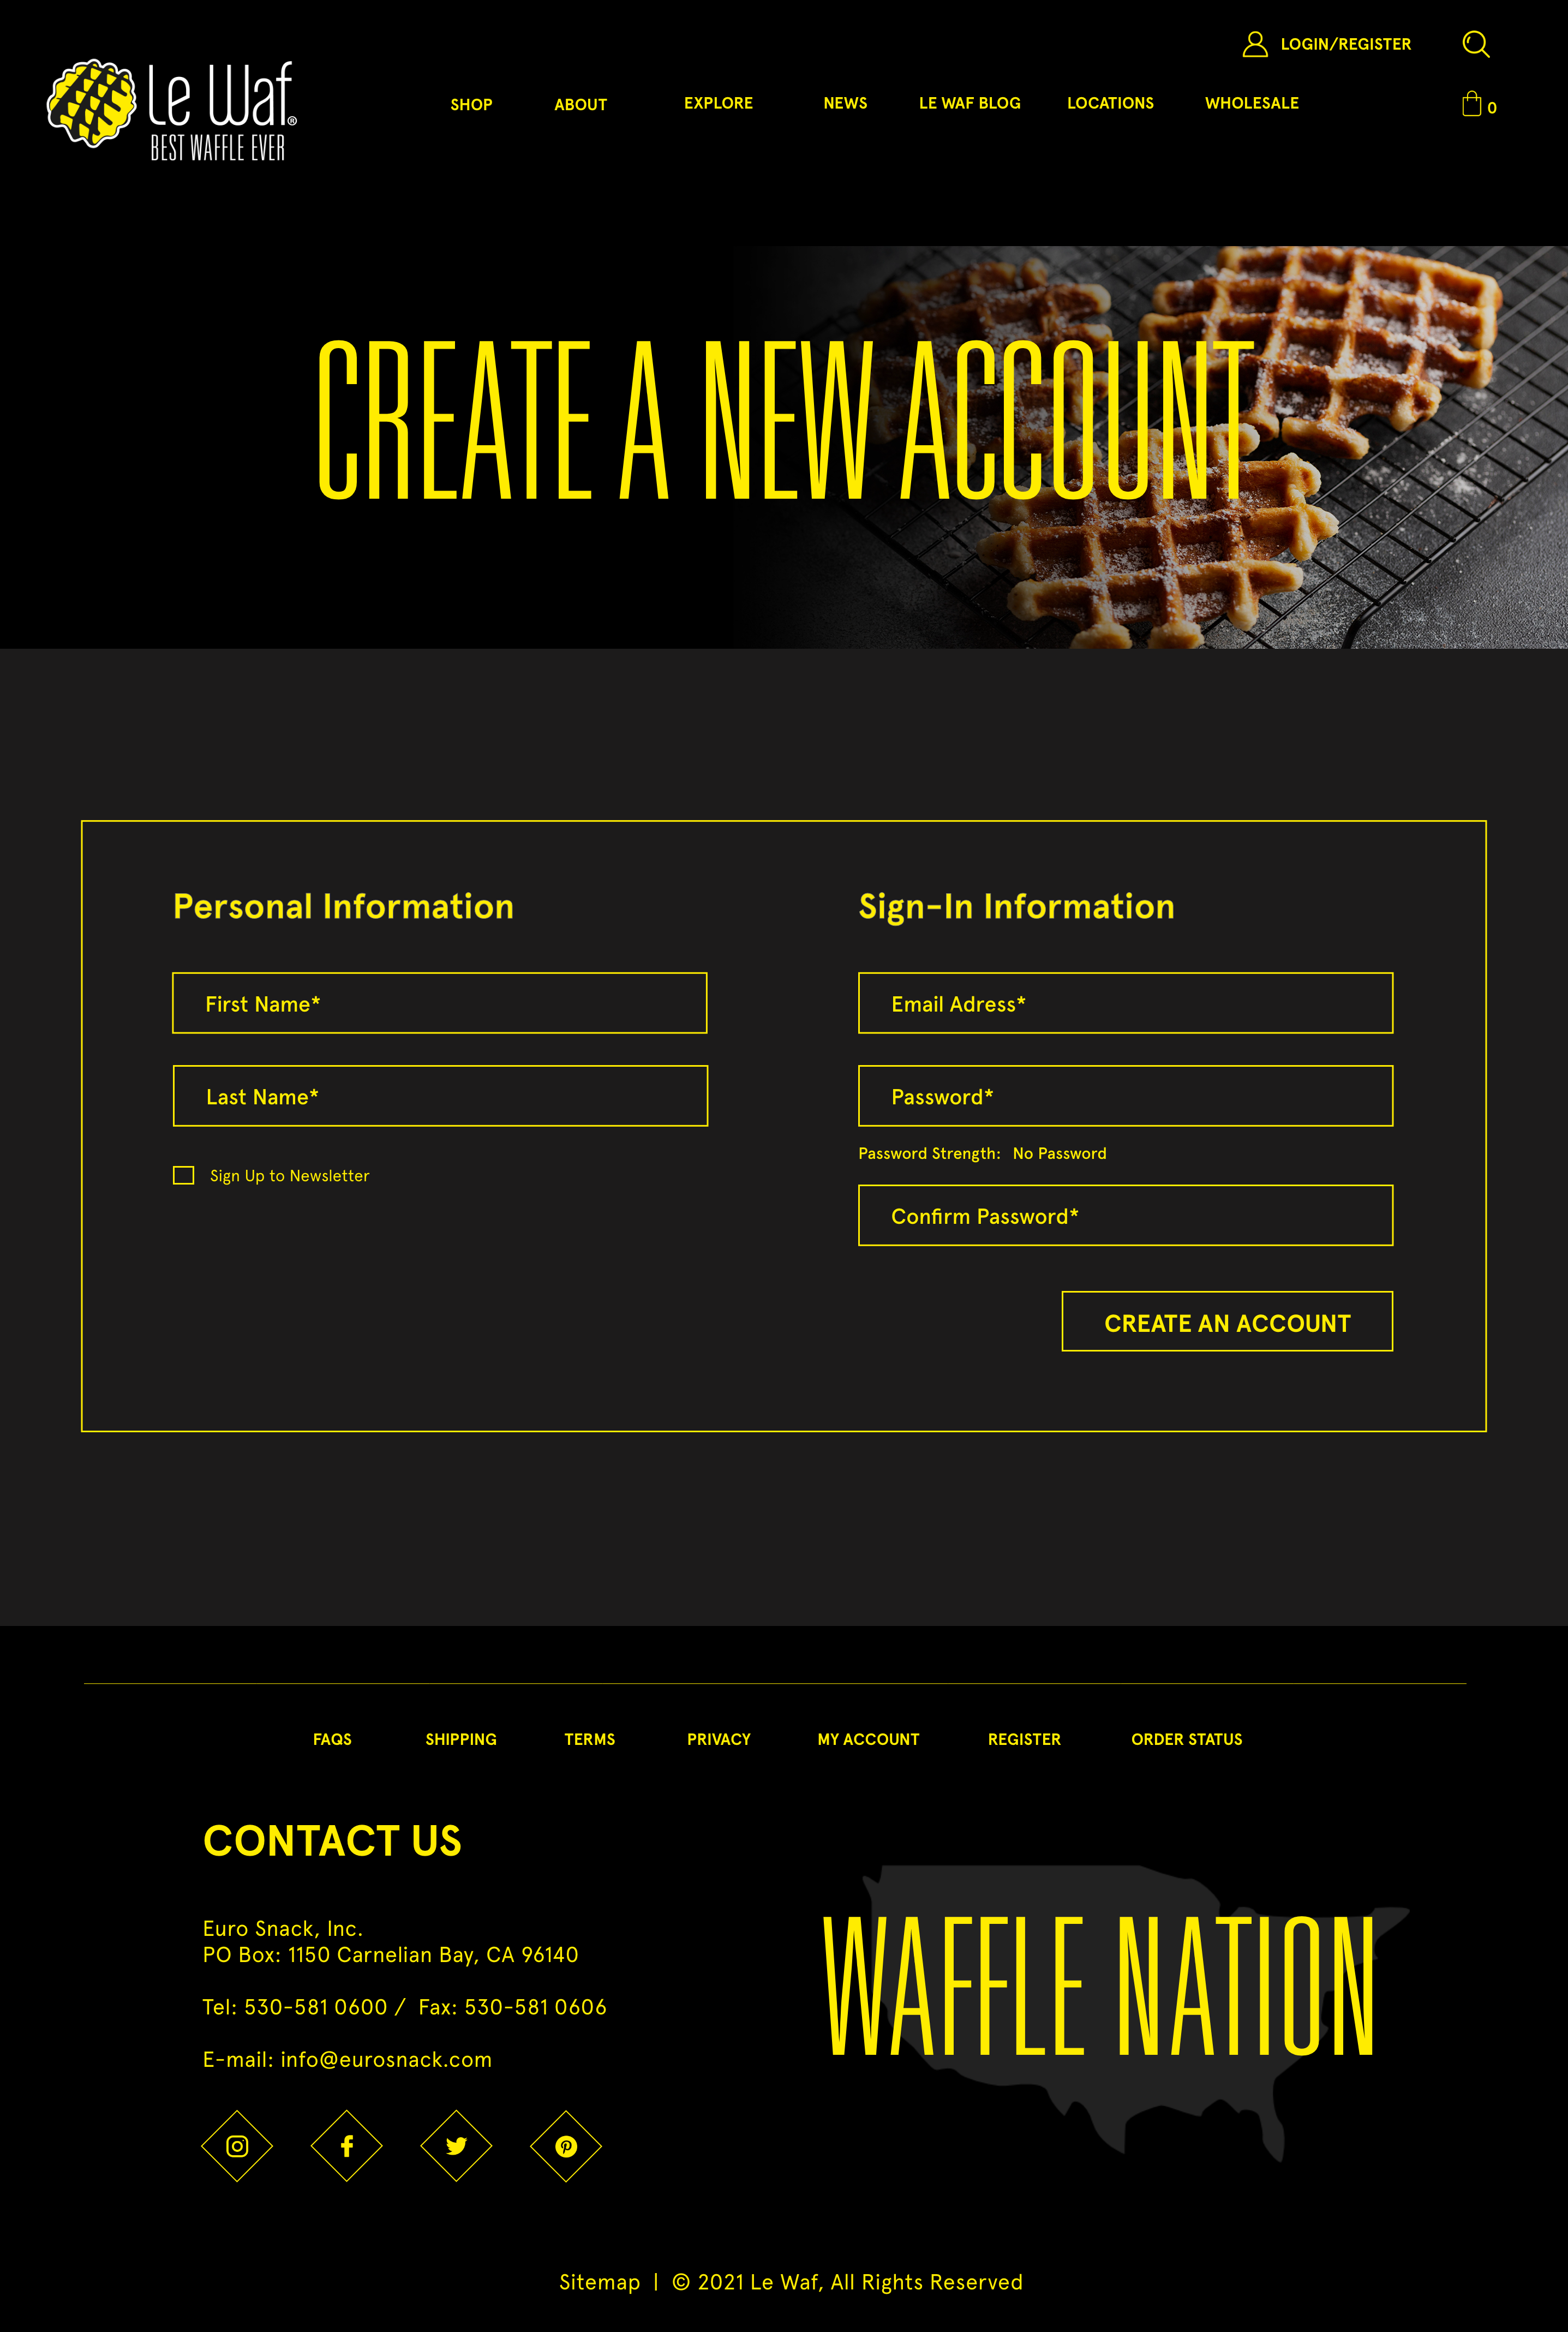 LOGIN/REGISTER
Le Waf®
BEST WAFFLE EVER
SHOP ABOUT EXPLORE NEWS LE WAF BLOG LOCATIONS WHOLESALE 0
CREATE A NEW ACCOUNT
Personal Information
First Name*
Last Name*
Sign Up to Newsletter
Sign-In Information
Email Adress*
Password*
Password Strength: No Password
Confirm Password*
CREATE AN ACCOUNT
FAQS SHIPPING TERMS PRIVACY MY ACCOUNT REGISTER ORDER STATUS
CONTACT US
Euro Snack, Inc.
PO Box: 1150 Carnelian Bay, CA 96140
Tel: 530-581 0600 / Fax: 530-581 0606
E-mail: info@eurosnack.com
WAFFLE NATION
Sitemap | © 2021 Le Waf, All Rights Reserved